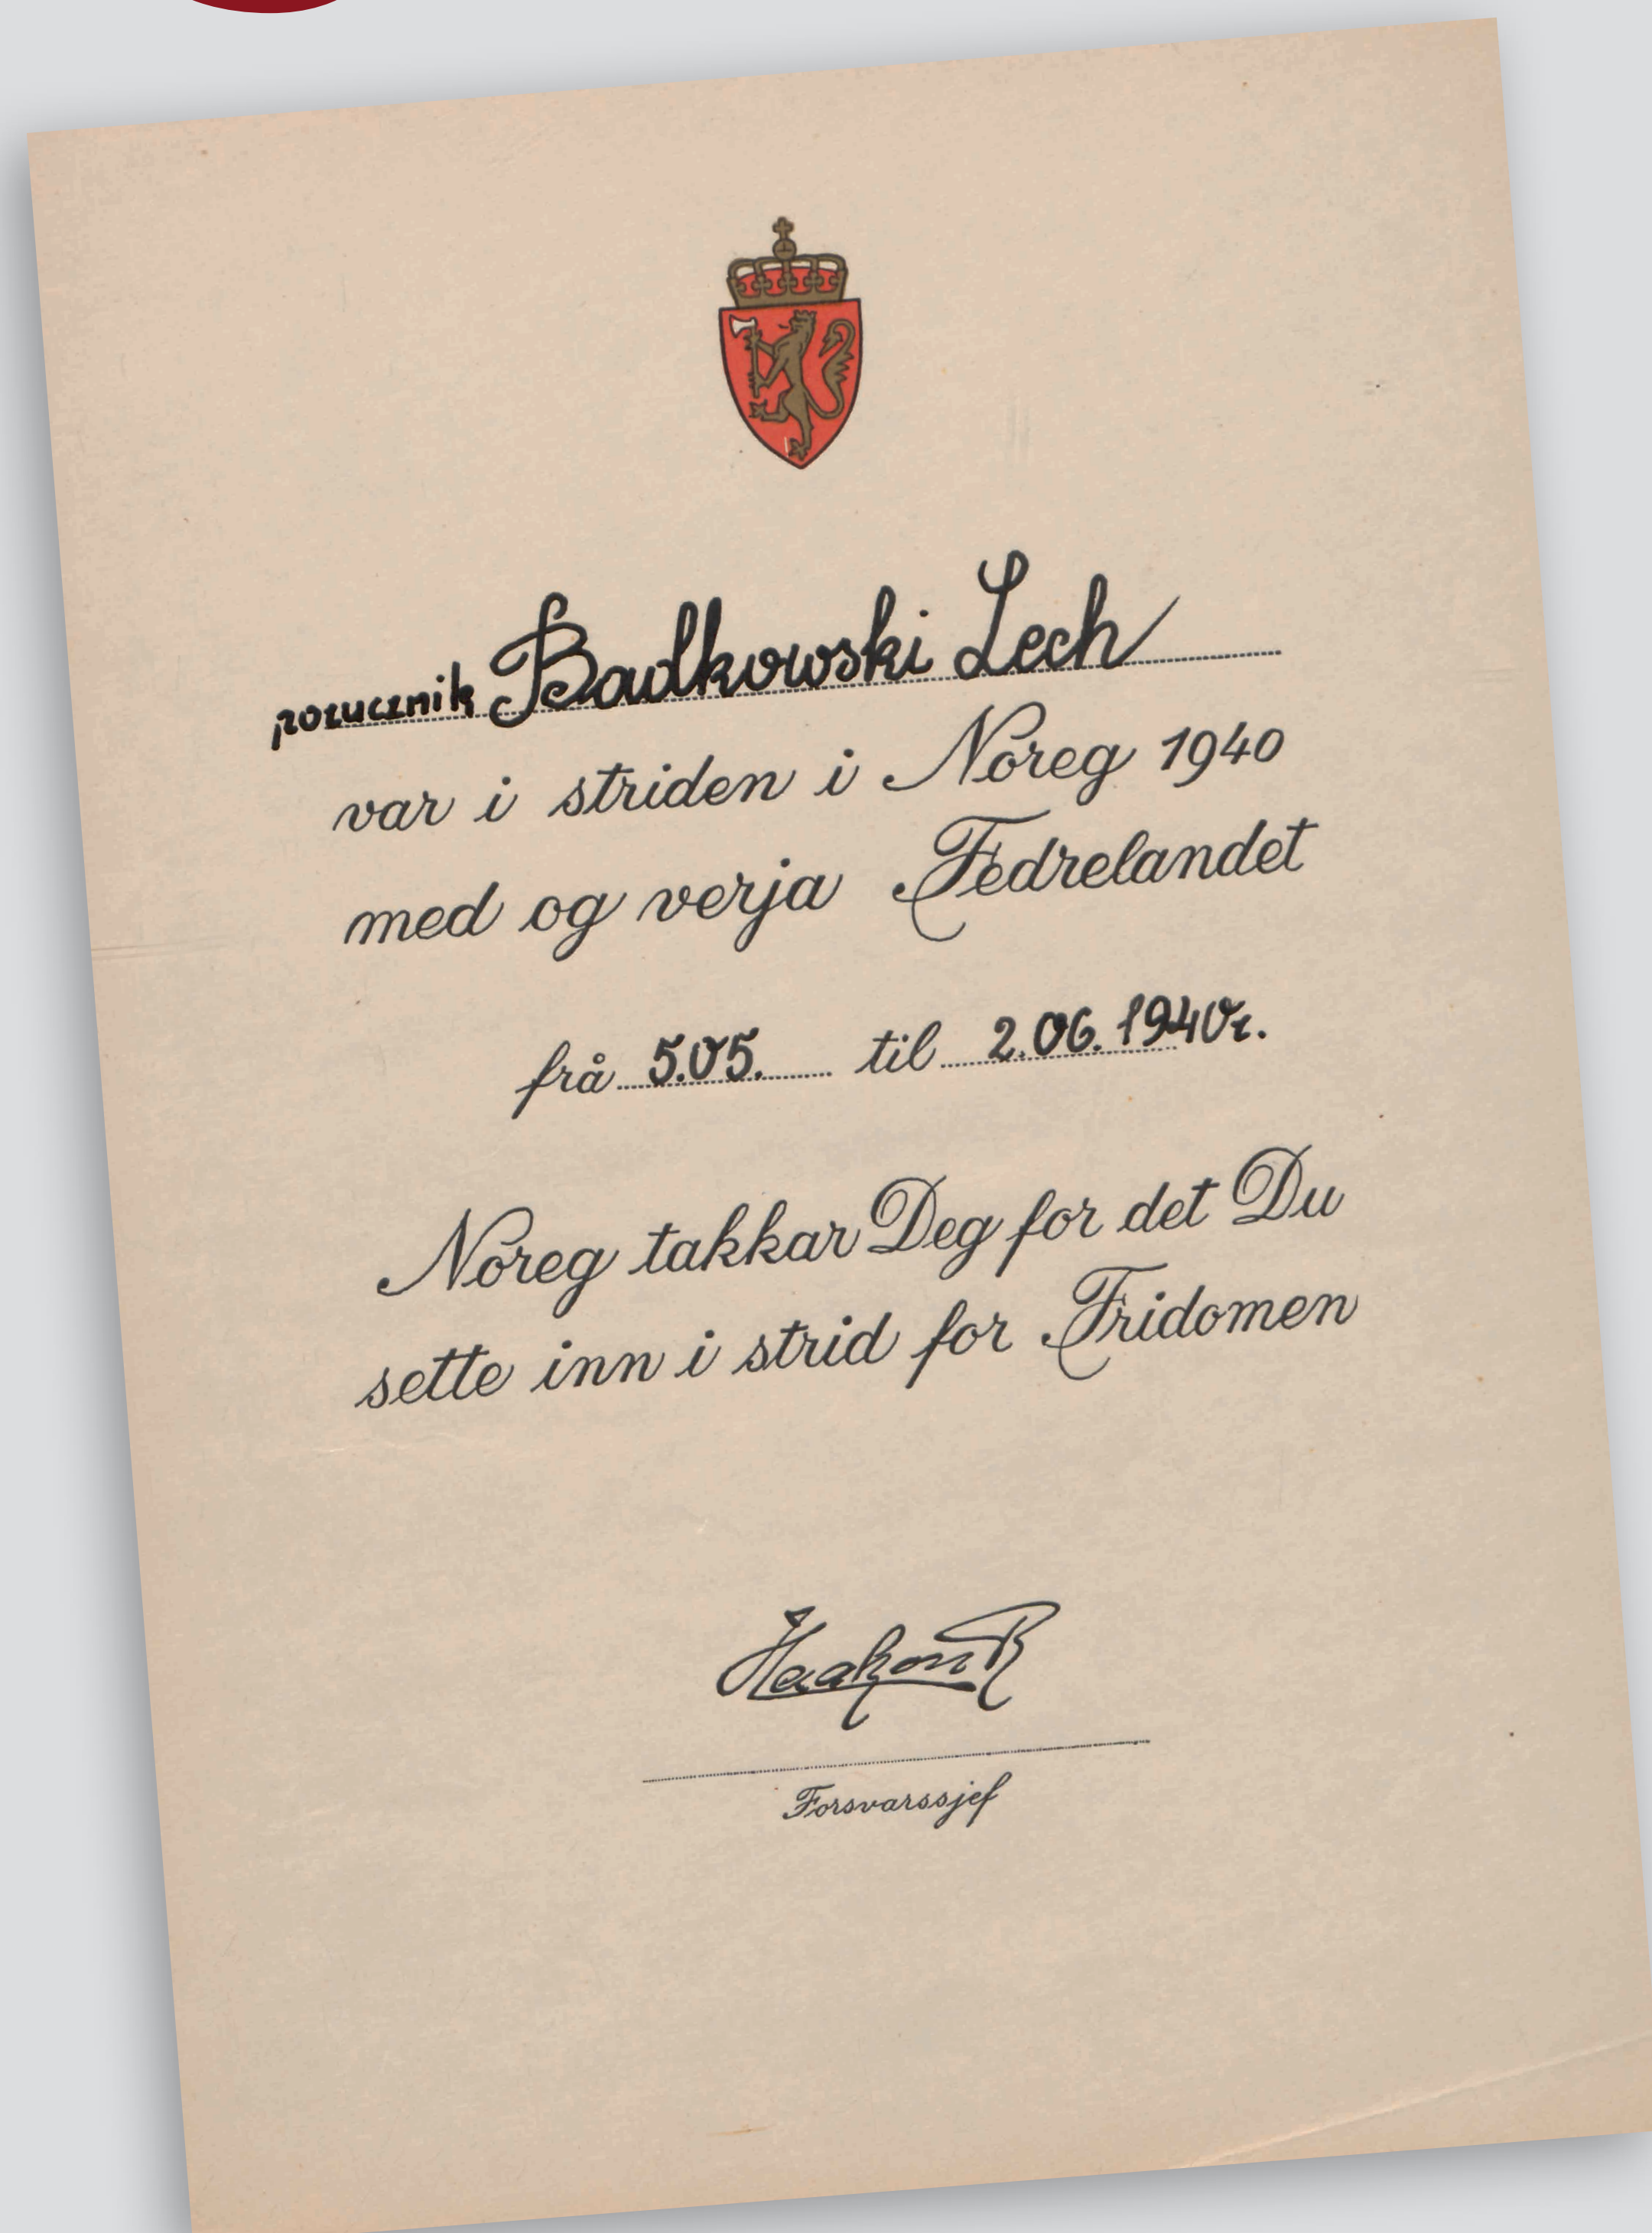 porucznik Badkowski Lech
var i striden i Noreg 1940
med og verja Fedrelandet
frå 5.05. til 2.06.1940r.
Noreg takkar Deg for det Du
sette inn i strid for Fridomen
Haakon R
Forsvarssjef